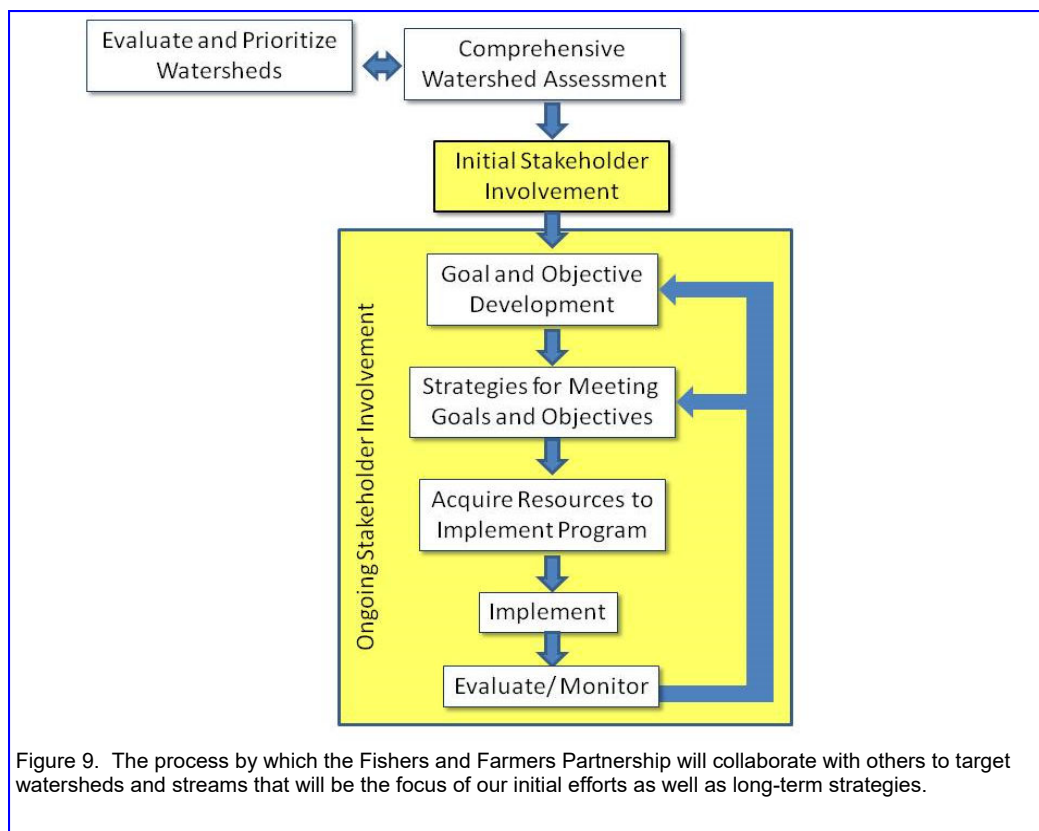 Evaluate and Prioritize
Watersheds
Comprehensive
Watershed Assessment
Initial Stakeholder
Involvement
Ongoing Stakeholder Involvement
Goal and Objective
Development
Strategies for Meeting
Goals and Objectives
Acquire Resources to
Implement Program
Implement
Evaluate/ Monitor
Figure 9.  The process by which the Fishers and Farmers Partnership will collaborate with others to target
watersheds and streams that will be the focus of our initial efforts as well as long-term strategies.